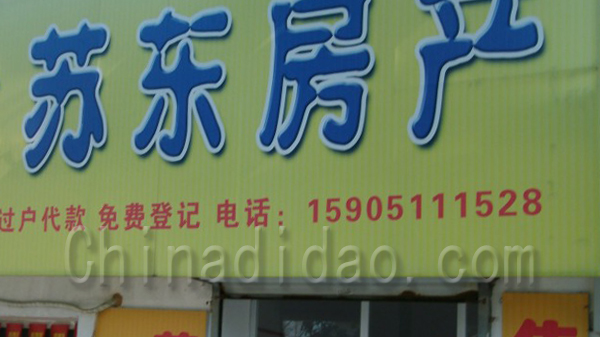 苏东房产
过户代款 免费登记 电话：15905111528
Chinadidao.com